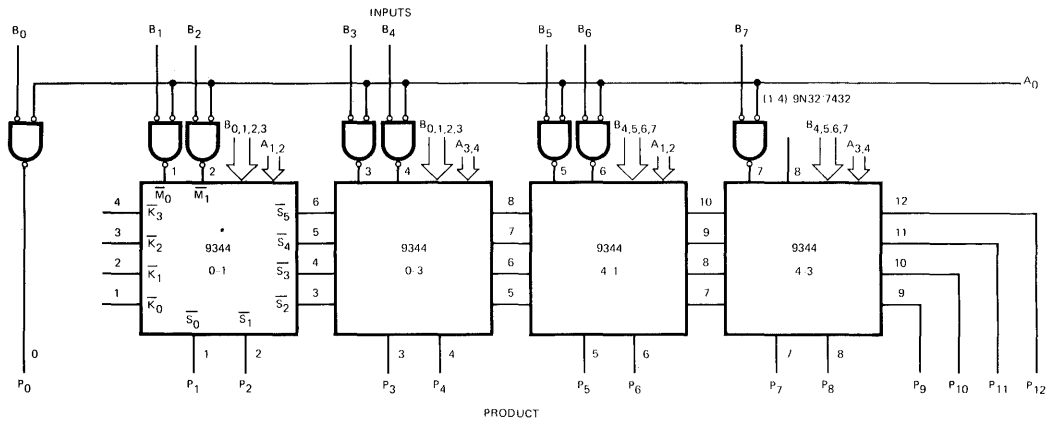 INPUTS
B0 B1 B2 B3 B4 B5 B6 B7
A0
(1 4) 9N32 7432
B0,1,2,3 A1,2 B0,1,2,3 A3,4 B4,5,6,7 A1,2 B4,5,6,7 A3,4
1 2 3 4 5 6 7 8
M̅0 M̅1
4 K̅3 S̅5 6 8 10 12
3 K̅2 9344 S̅4 5 9344 7 9344 9 9344 11
2 K̅1 0-1 S̅3 4 0-3 6 4-1 8 4-3 10
1 K̅0 S̅2 3 5 7 9
S̅0 S̅1
0 1 2 3 4 5 6 7 8
P0 P1 P2 P3 P4 P5 P6 P7 P8 P9 P10 P11 P12
PRODUCT